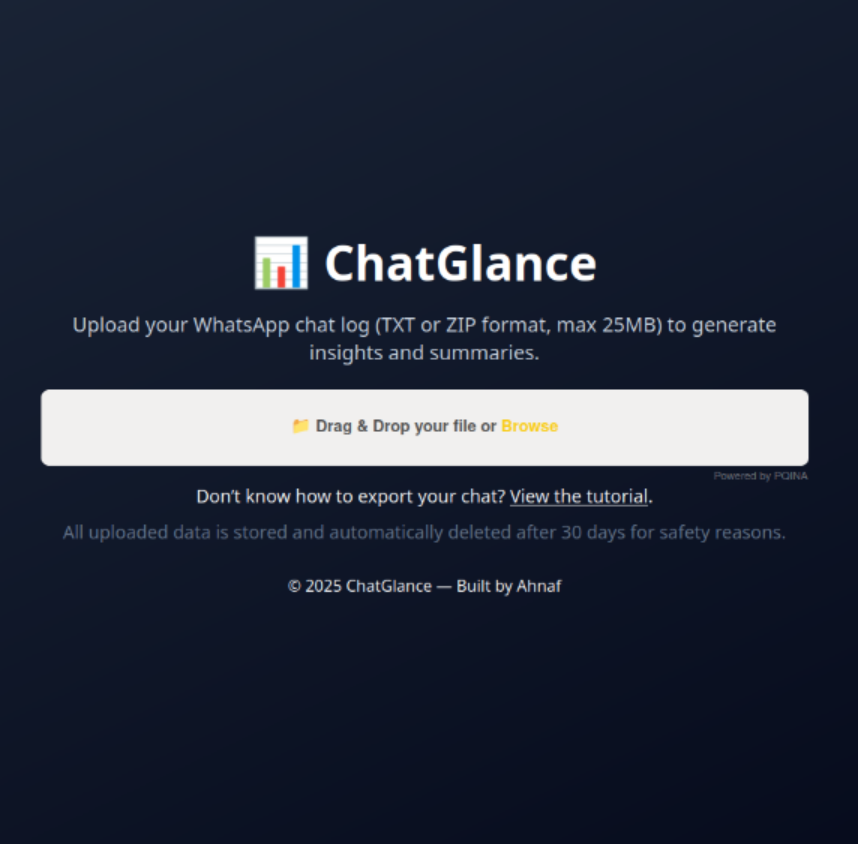 📊 ChatGlance
Upload your WhatsApp chat log (TXT or ZIP format, max 25MB) to generate
insights and summaries.
📁 Drag & Drop your file or Browse
Powered by PQINA
Don’t know how to export your chat? View the tutorial.
All uploaded data is stored and automatically deleted after 30 days for safety reasons.
© 2025 ChatGlance — Built by Ahnaf